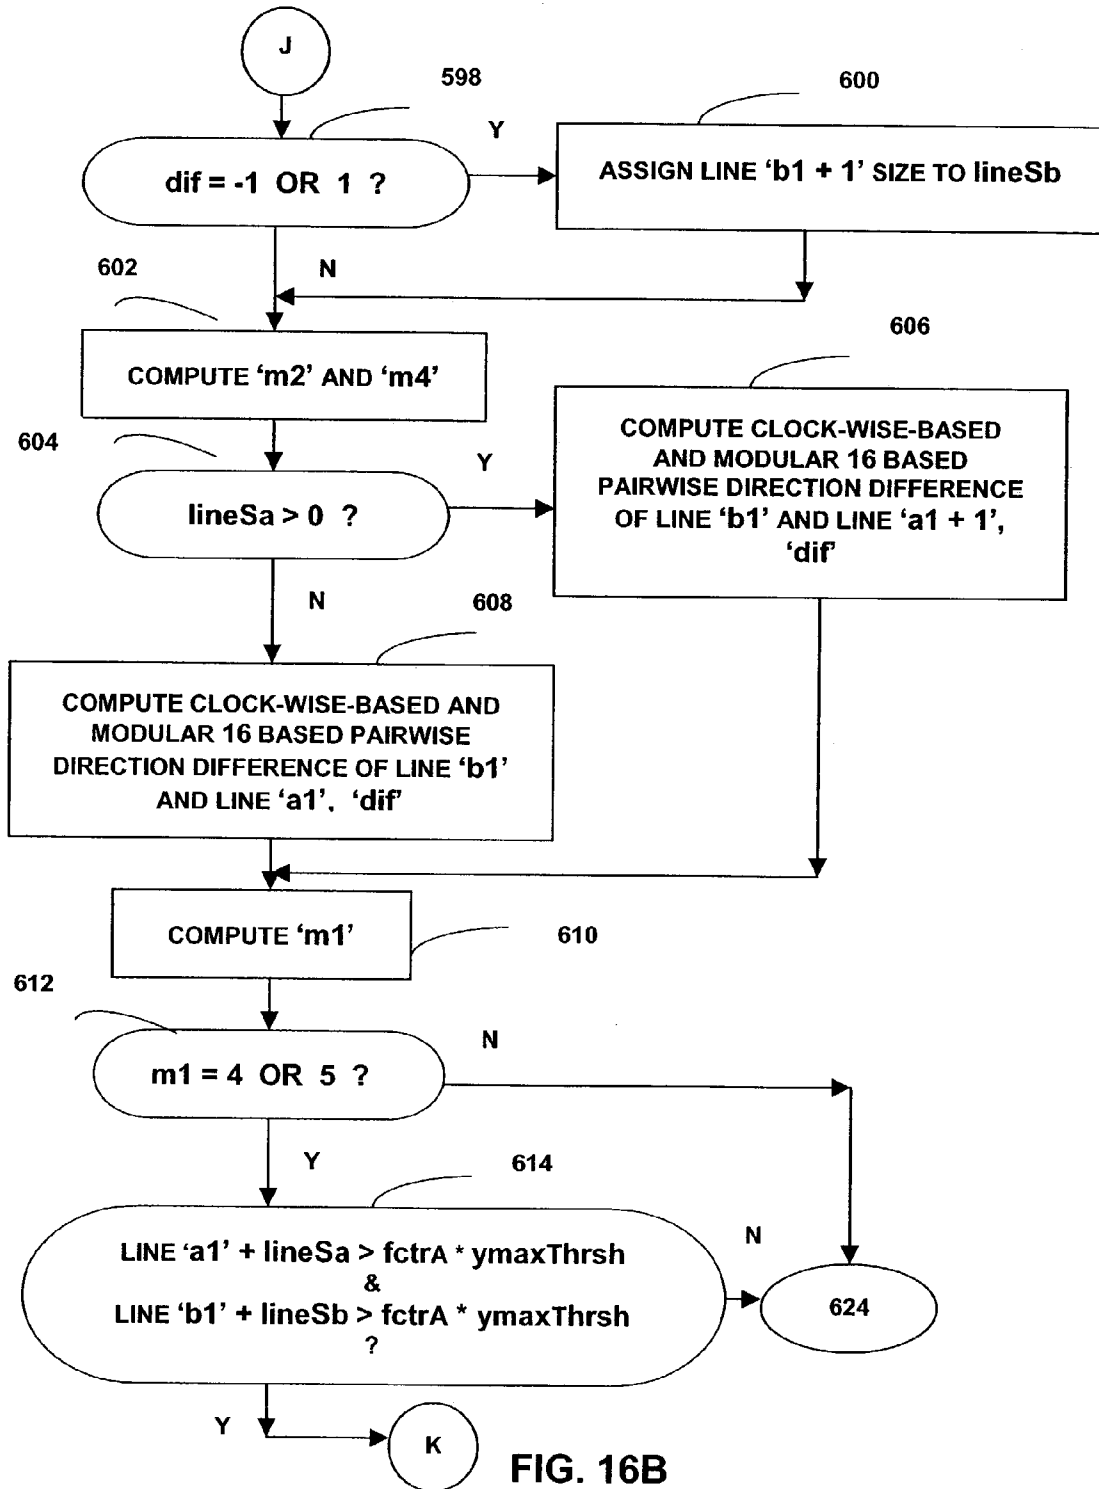 J
598
600
dif = -1 OR 1 ?
Y
ASSIGN LINE ‘b1 + 1’ SIZE TO lineSb
N
602
606
COMPUTE ‘m2’ AND ‘m4’
604
lineSa > 0 ?
Y
COMPUTE CLOCK-WISE-BASED
AND MODULAR 16 BASED
PAIRWISE DIRECTION DIFFERENCE
OF LINE ‘b1’ AND LINE ‘a1 + 1’,
‘dif’
N
608
COMPUTE CLOCK-WISE-BASED AND
MODULAR 16 BASED PAIRWISE
DIRECTION DIFFERENCE OF LINE ‘b1’
AND LINE ‘a1’, ‘dif’
COMPUTE ‘m1’
610
612
m1 = 4 OR 5 ?
N
Y
614
LINE ‘a1’ + lineSa > fctrA * ymaxThrsh
&
LINE ‘b1’ + lineSb > fctrA * ymaxThrsh
?
N
624
Y
K
FIG. 16B